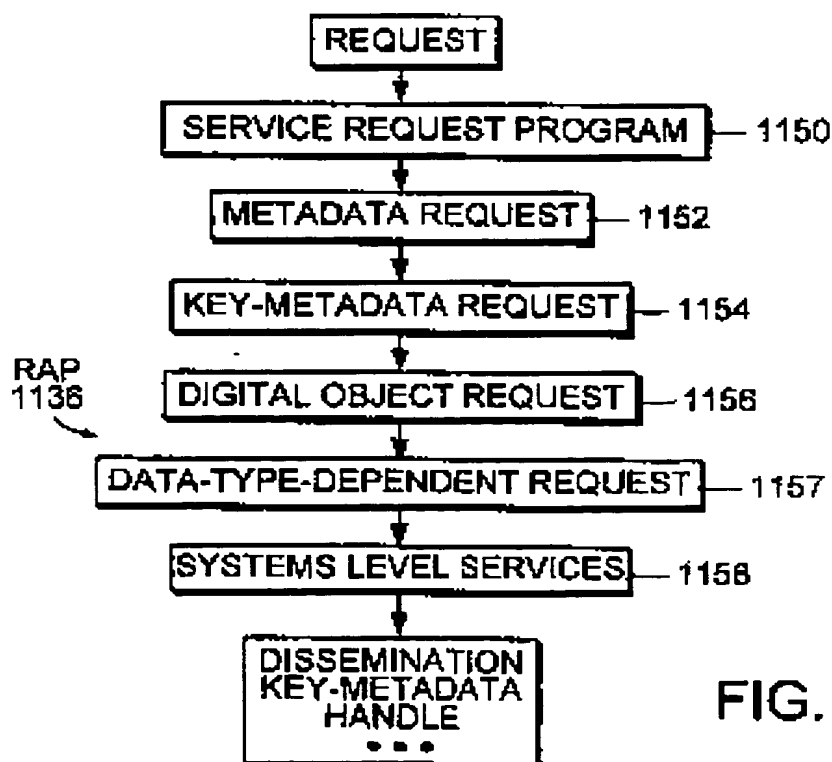 REQUEST
SERVICE REQUEST PROGRAM 1150
METADATA REQUEST 1152
KEY-METADATA REQUEST 1154
RAP
1136
DIGITAL OBJECT REQUEST 1156
DATA-TYPE-DEPENDENT REQUEST 1157
SYSTEMS LEVEL SERVICES 1158
DISSEMINATION
KEY-METADATA
HANDLE
• • •
FIG.